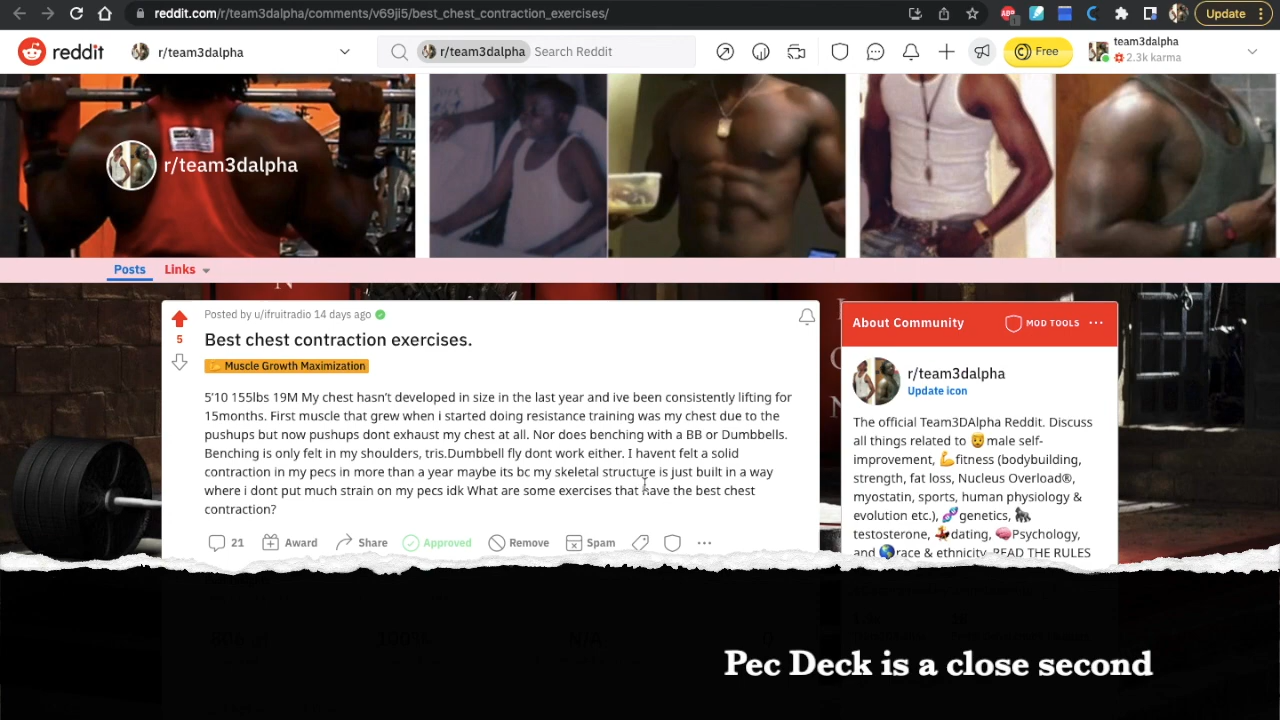 reddit.com/r/team3dalpha/comments/v69ji5/best_chest_contraction_exercises/
ABP
1
Update
reddit
r/team3dalpha
r/team3dalpha Search Reddit
Free
team3dalpha
2.3k karma
r/team3dalpha
Posts
Links
Posted by u/ifruitradio 14 days ago
5
Best chest contraction exercises.
💪 Muscle Growth Maximization
5'10 155lbs 19M My chest hasn't developed in size in the last year and ive been consistently lifting for
15months. First muscle that grew when i started doing resistance training was my chest due to the
pushups but now pushups dont exhaust my chest at all. Nor does benching with a BB or Dumbbells.
Benching is only felt in my shoulders, tris.Dumbbell fly dont work either. I havent felt a solid
contraction in my pecs in more than a year maybe its bc my skeletal structure is just built in a way
where i dont put much strain on my pecs idk What are some exercises that have the best chest
contraction?
21
Award
Share
Approved
Remove
Spam
About Community
MOD TOOLS
r/team3dalpha
Update icon
The official Team3DAlpha Reddit. Discuss
all things related to 🦁male self-
improvement, 💪fitness (bodybuilding,
strength, fat loss, Nucleus Overload®,
myostatin, sports, human physiology &
evolution etc.), 🧬genetics, 🦍
testosterone, 💃dating, 🧠Psychology,
and 🌎race & ethnicity. READ THE RULES
Pec Deck is a close second